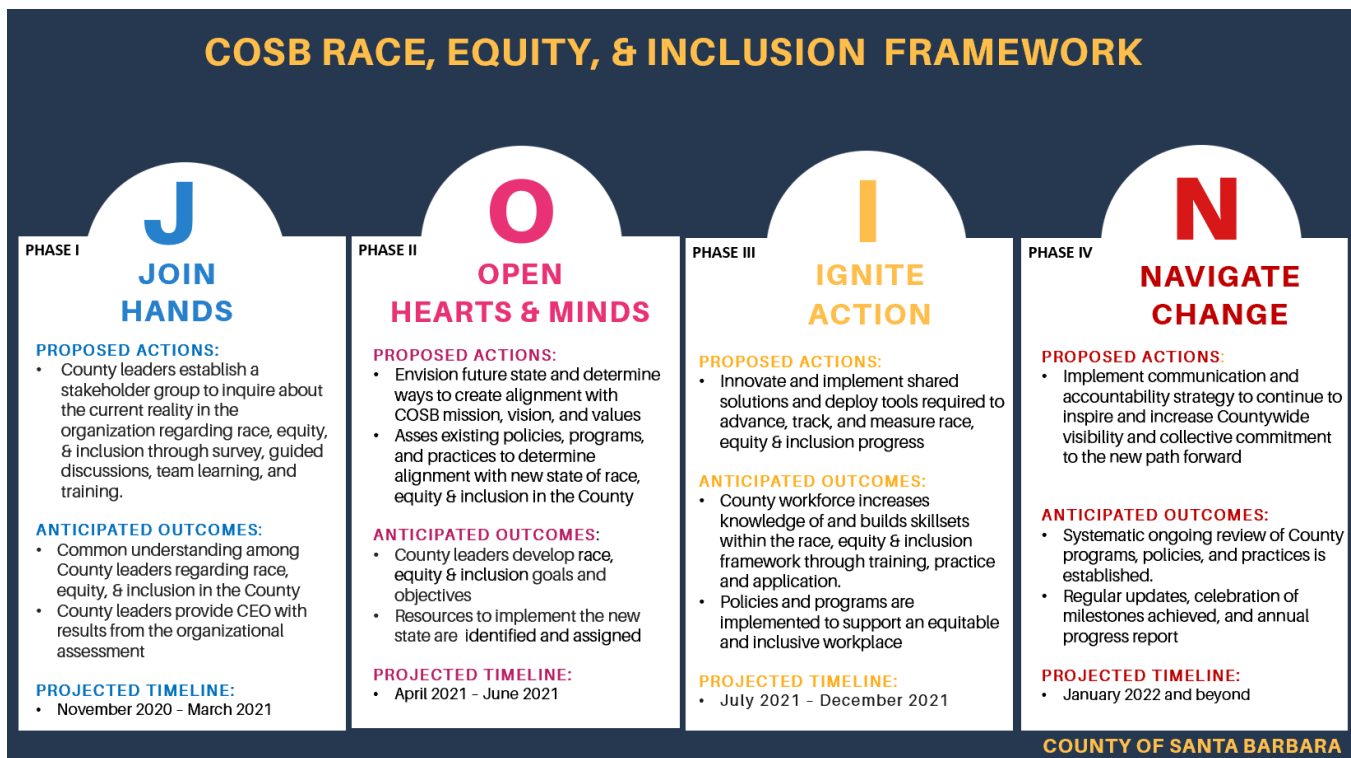 COSB RACE, EQUITY, & INCLUSION FRAMEWORK
J
PHASE I
JOIN
HANDS
PROPOSED ACTIONS:
• County leaders establish a
stakeholder group to inquire about
the current reality in the
organization regarding race, equity,
& inclusion through survey, guided
discussions, team learning, and
training.
ANTICIPATED OUTCOMES:
• Common understanding among
County leaders regarding race,
equity, & inclusion in the County
• County leaders provide CEO with
results from the organizational
assessment
PROJECTED TIMELINE:
• November 2020 – March 2021
O
PHASE II
OPEN
HEARTS & MINDS
PROPOSED ACTIONS:
• Envision future state and determine
ways to create alignment with
COSB mission, vision, and values
• Asses existing policies, programs,
and practices to determine
alignment with new state of race,
equity & inclusion in the County
ANTICIPATED OUTCOMES:
• County leaders develop race,
equity & inclusion goals and
objectives
• Resources to implement the new
state are identified and assigned
PROJECTED TIMELINE:
• April 2021 – June 2021
I
PHASE III
IGNITE
ACTION
PROPOSED ACTIONS:
• Innovate and implement shared
solutions and deploy tools required to
advance, track, and measure race,
equity & inclusion progress
ANTICIPATED OUTCOMES:
• County workforce increases
knowledge of and builds skillsets
within the race, equity & inclusion
framework through training, practice
and application.
• Policies and programs are
implemented to support an equitable
and inclusive workplace
PROJECTED TIMELINE:
• July 2021 – December 2021
N
PHASE IV
NAVIGATE
CHANGE
PROPOSED ACTIONS:
• Implement communication and
accountability strategy to continue to
inspire and increase Countywide
visibility and collective commitment
to the new path forward
ANTICIPATED OUTCOMES:
• Systematic ongoing review of County
programs, policies, and practices is
established.
• Regular updates, celebration of
milestones achieved, and annual
progress report
PROJECTED TIMELINE:
• January 2022 and beyond
COUNTY OF SANTA BARBARA